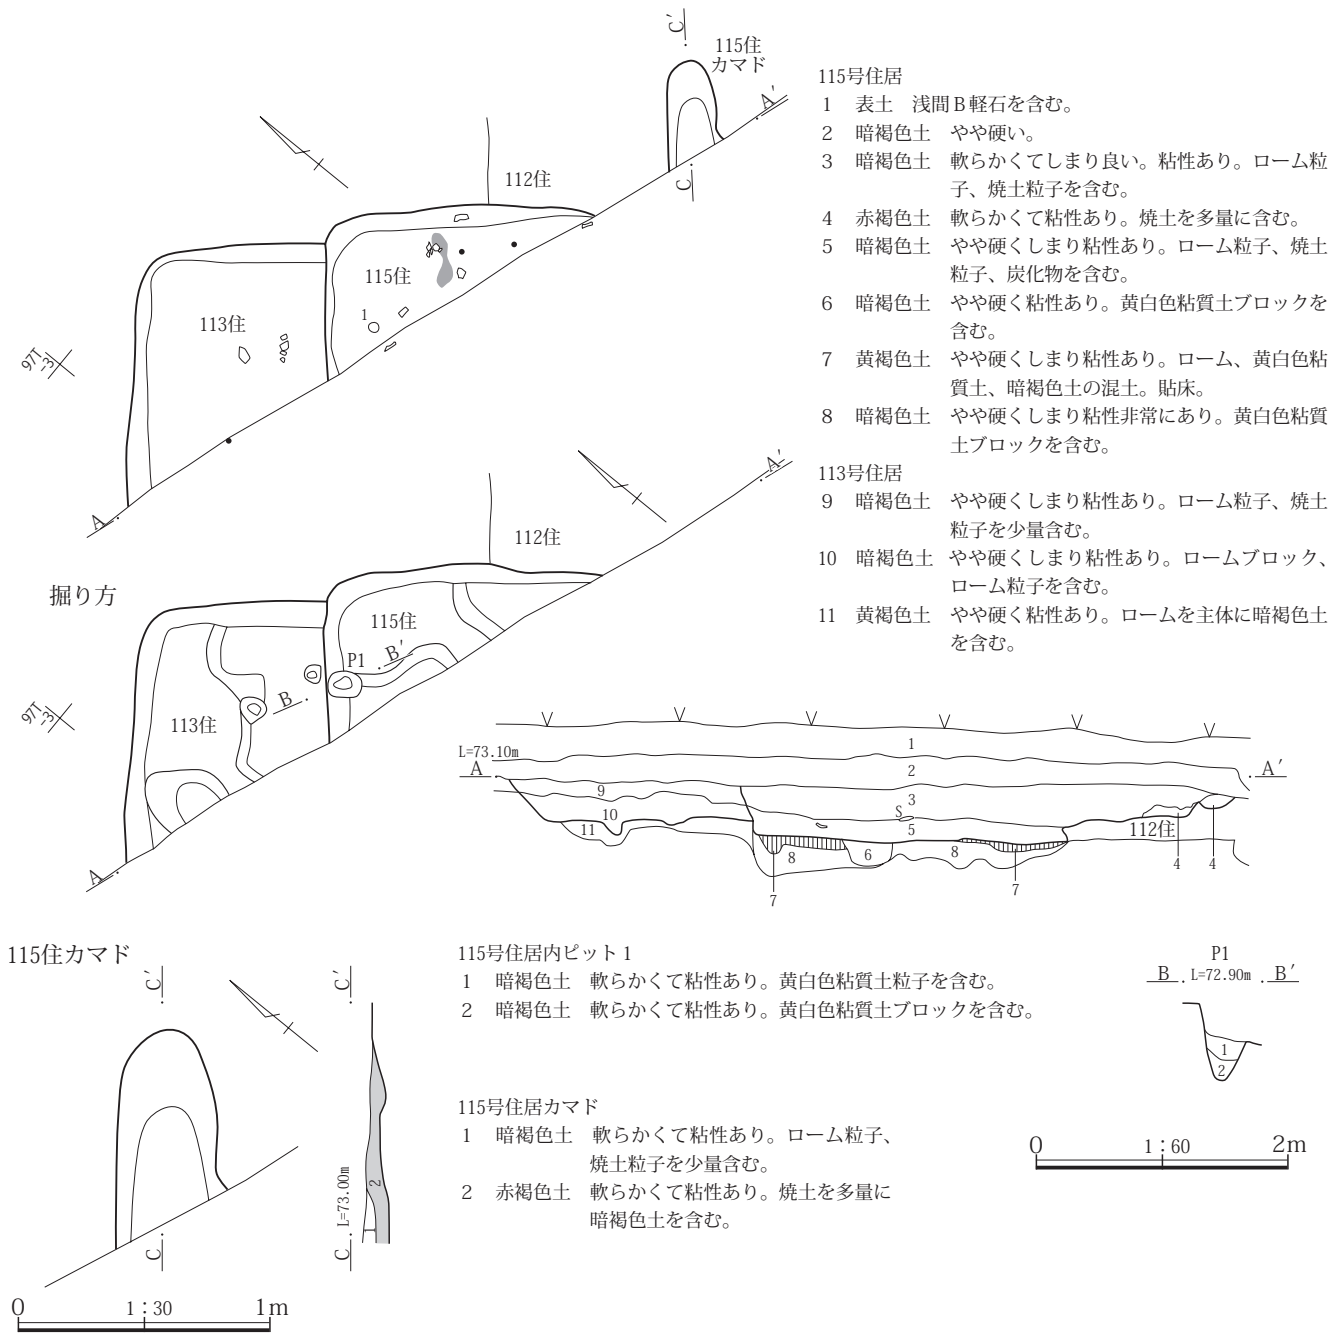 C′
115住
カマド
A′
112住
115住
1
113住
97T
-3
A
C
115号住居
1 表土 浅間B軽石を含む。
2 暗褐色土 やや硬い。
3 暗褐色土 軟らかくてしまり良い。粘性あり。ローム粒
子、焼土粒子を含む。
4 赤褐色土 軟らかくて粘性あり。焼土を多量に含む。
5 暗褐色土 やや硬くしまり粘性あり。ローム粒子、焼土
粒子、炭化物を含む。
6 暗褐色土 やや硬く粘性あり。黄白色粘質土ブロックを
含む。
7 黄褐色土 やや硬くしまり粘性あり。ローム、黄白色粘
質土、暗褐色土の混土。貼床。
8 暗褐色土 やや硬くしまり粘性非常にあり。黄白色粘質
土ブロックを含む。
113号住居
9 暗褐色土 やや硬くしまり粘性あり。ローム粒子、焼土
粒子を少量含む。
10 暗褐色土 やや硬くしまり粘性あり。ロームブロック、
ローム粒子を含む。
11 黄褐色土 やや硬く粘性あり。ロームを主体に暗褐色土
を含む。
掘り方
A′
112住
115住
P1
B′
B
113住
97T
-3
A
L=73.10m
A
A′
1
2
3
9
S
10
5
11
112住
8
6
8
4
4
7
7
115住カマド
C′
C′
2
C
C
L=73.00m
0 1：30 1m
115号住居内ピット1
1 暗褐色土 軟らかくて粘性あり。黄白色粘質土粒子を含む。
2 暗褐色土 軟らかくて粘性あり。黄白色粘質土ブロックを含む。
115号住居カマド
1 暗褐色土 軟らかくて粘性あり。ローム粒子、
焼土粒子を少量含む。
2 赤褐色土 軟らかくて粘性あり。焼土を多量に
暗褐色土を含む。
P1
B L=72.90m B′
1
2
0 1：60 2m